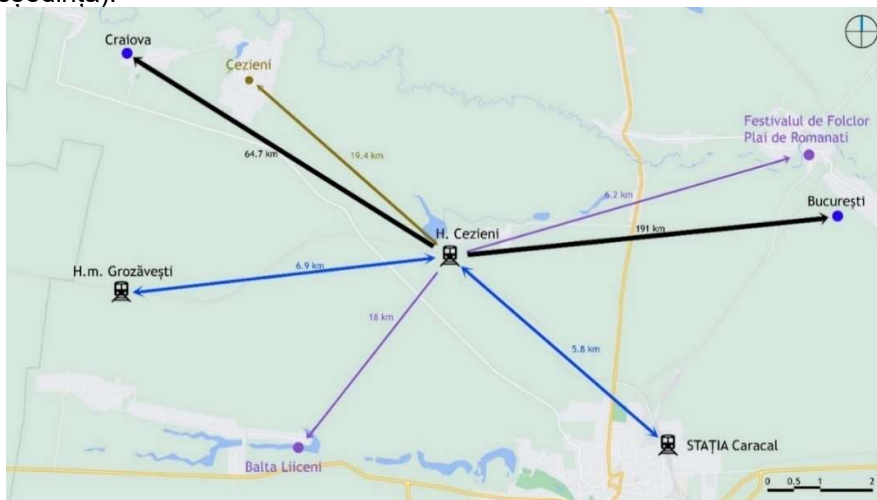 Craiova
Cezieni
Festivalul de Folclor
Plai de Romanati
64.7 km
19.4 km
6.2 km
București
H. Cezieni
191 km
H.m. Grozăvești
6.9 km
18 km
5.8 km
STAȚIA Caracal
Balta Liiceni
0 0.5 1 2